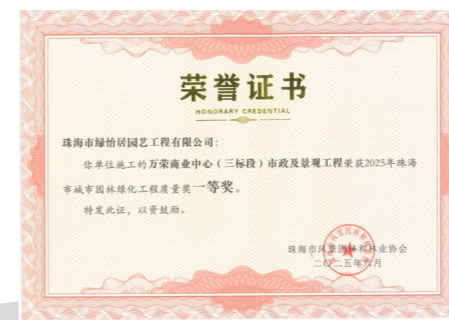 荣誉证书
HONORARY CREDENTIAL
珠海市绿怡居园艺工程有限公司：
你单位施工的万荣商业中心（三标段）市政及景观工程荣获2025年珠海
市城市园林绿化工程质量奖一等奖。
特发此证，以资鼓励。
珠海市风景园林和林业协会
二〇二五年六月